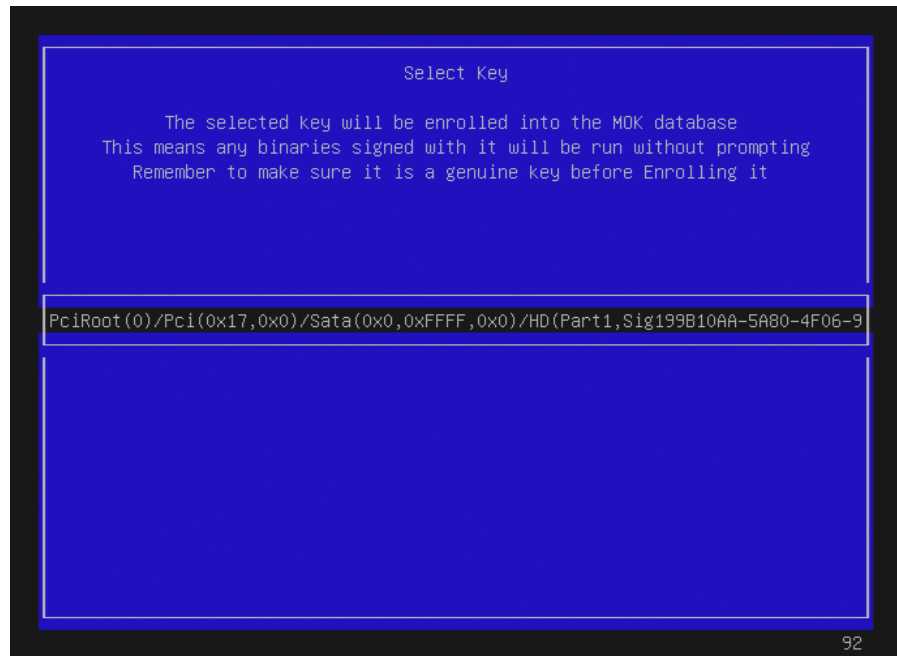 Select Key
The selected key will be enrolled into the MOK database
This means any binaries signed with it will be run without prompting
Remember to make sure it is a genuine key before Enrolling it
PciRoot(0)/Pci(0x17,0x0)/Sata(0x0,0xFFFF,0x0)/HD(Part1,Sig199B10AA-5A80-4F06-9
92